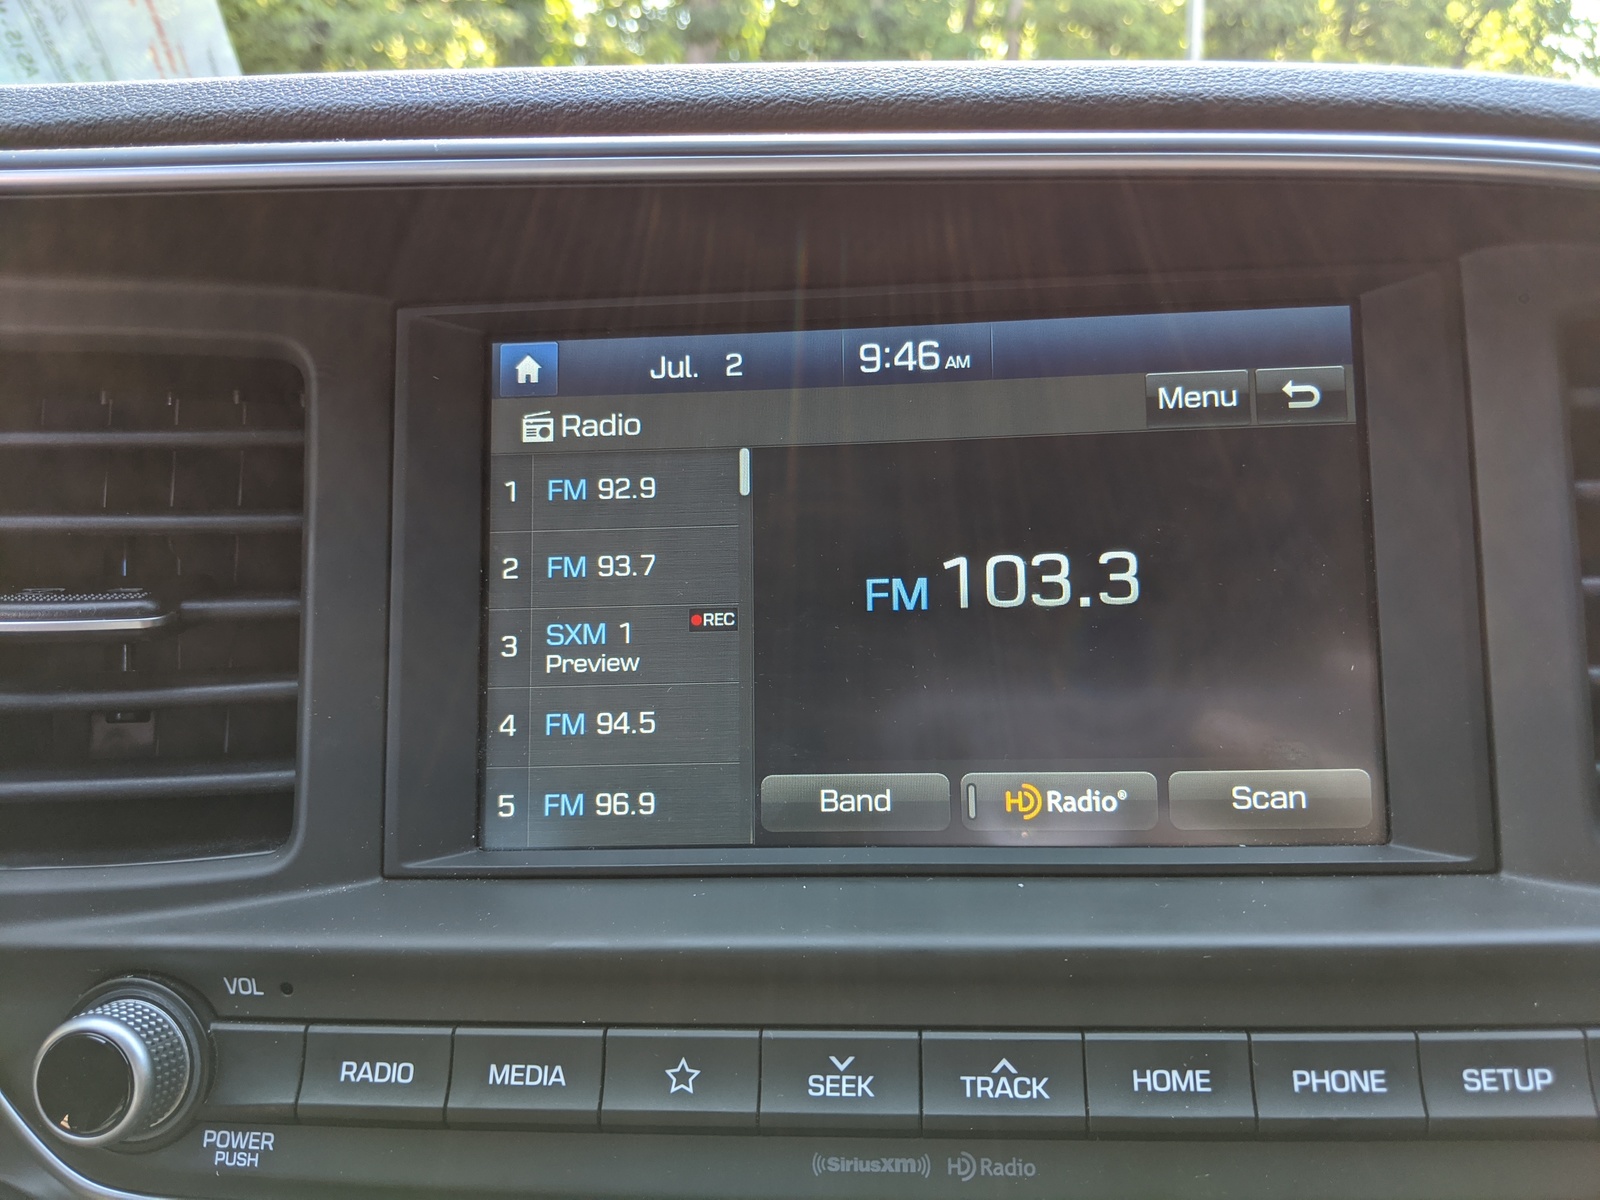 Jul. 2 9:46 AM
Menu
Radio
1 FM 92.9
2 FM 93.7
3 SXM 1 REC
Preview
4 FM 94.5
5 FM 96.9
FM 103.3
Band HD Radio® Scan
VOL
RADIO MEDIA SEEK TRACK HOME PHONE SETUP
POWER
PUSH
((SiriusXM)) HD Radio